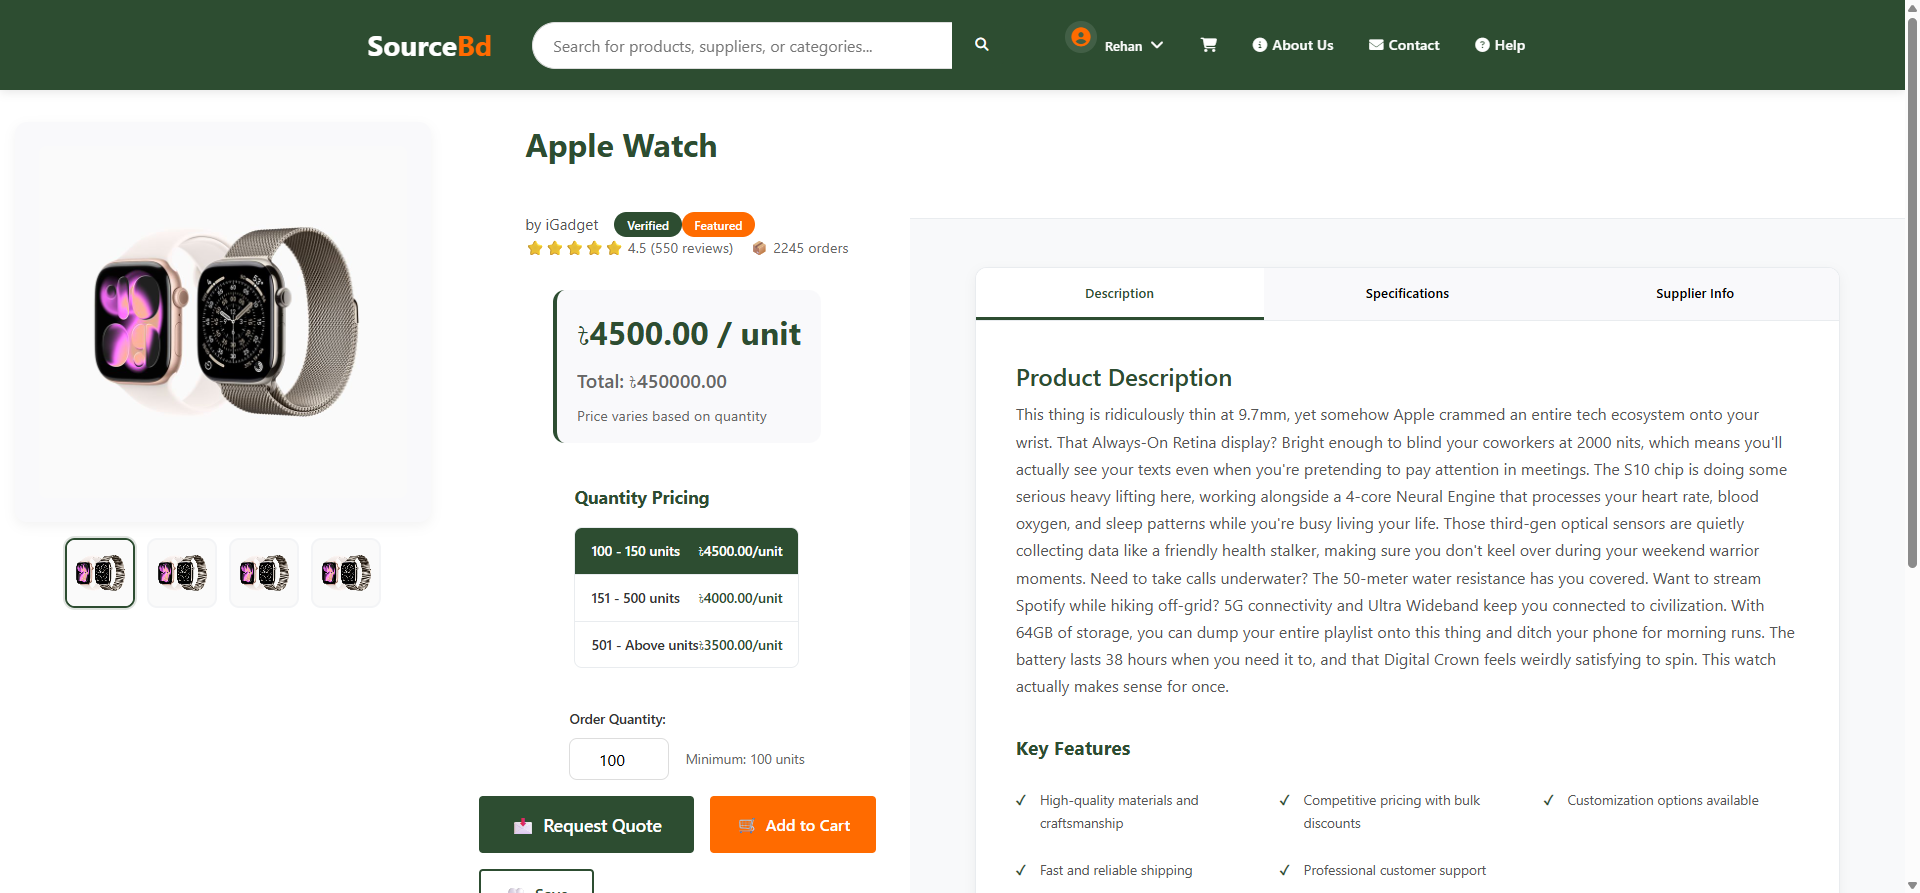 SourceBd
Search for products, suppliers, or categories...
Rehan
About Us
Contact
Help
Apple Watch
by iGadget
Verified
Featured
4.5 (550 reviews)
2245 orders
৳4500.00 / unit
Total: ৳450000.00
Price varies based on quantity
Quantity Pricing
100 - 150 units ৳4500.00/unit
151 - 500 units ৳4000.00/unit
501 - Above units৳3500.00/unit
Order Quantity:
100
Minimum: 100 units
Request Quote
Add to Cart
Save
Description
Specifications
Supplier Info
Product Description
This thing is ridiculously thin at 9.7mm, yet somehow Apple crammed an entire tech ecosystem onto your
wrist. That Always-On Retina display? Bright enough to blind your coworkers at 2000 nits, which means you'll
actually see your texts even when you're pretending to pay attention in meetings. The S10 chip is doing some
serious heavy lifting here, working alongside a 4-core Neural Engine that processes your heart rate, blood
oxygen, and sleep patterns while you're busy living your life. Those third-gen optical sensors are quietly
collecting data like a friendly health stalker, making sure you don't keel over during your weekend warrior
moments. Need to take calls underwater? The 50-meter water resistance has you covered. Want to stream
Spotify while hiking off-grid? 5G connectivity and Ultra Wideband keep you connected to civilization. With
64GB of storage, you can dump your entire playlist onto this thing and ditch your phone for morning runs. The
battery lasts 38 hours when you need it to, and that Digital Crown feels weirdly satisfying to spin. This watch
actually makes sense for once.
Key Features
✓ High-quality materials and
craftsmanship
✓ Competitive pricing with bulk
discounts
✓ Customization options available
✓ Fast and reliable shipping
✓ Professional customer support